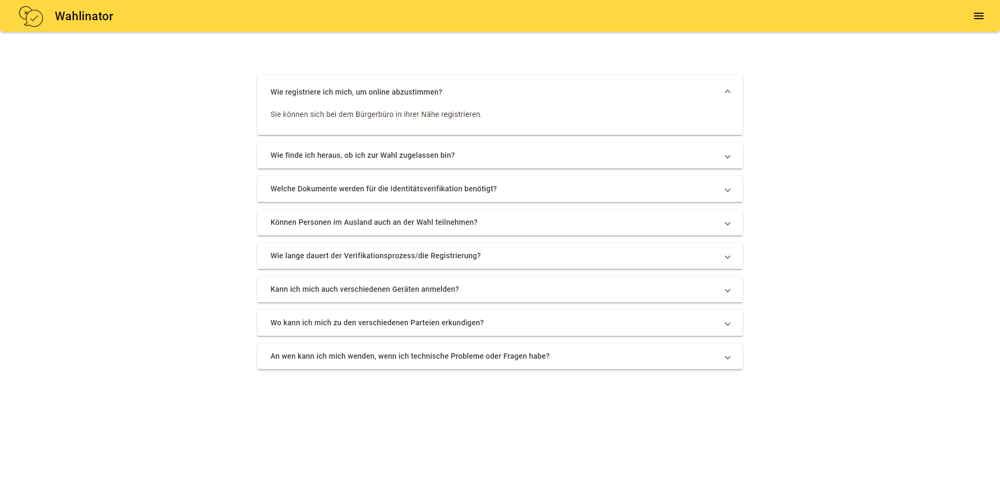 Wahlinator
Wie registriere ich mich, um online abzustimmen?
Sie können sich bei dem Bürgerbüro in ihrer Nähe registrieren.
Wie finde ich heraus, ob ich zur Wahl zugelassen bin?
Welche Dokumente werden für die Identitätsverifikation benötigt?
Können Personen im Ausland auch an der Wahl teilnehmen?
Wie lange dauert der Verifikationsprozess/die Registrierung?
Kann ich mich auch verschiedenen Geräten anmelden?
Wo kann ich mich zu den verschiedenen Parteien erkundigen?
An wen kann ich mich wenden, wenn ich technische Probleme oder Fragen habe?